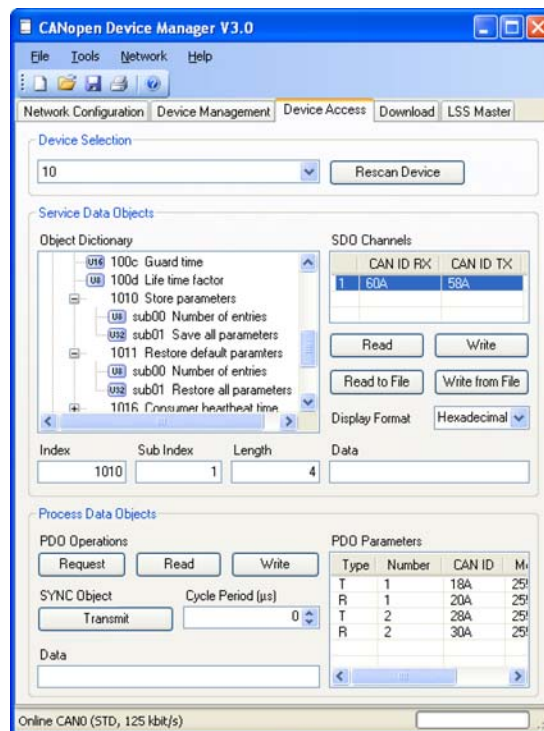 CANopen Device Manager V3.0
File Tools Network Help
Network Configuration Device Management Device Access Download LSS Master
Device Selection
10 Rescan Device
Service Data Objects
Object Dictionary SDO Channels
U16 100c Guard time
U8 100d Life time factor
1010 Store parameters
U8 sub00 Number of entries
U32 sub01 Save all parameters
1011 Restore default paramters
U8 sub00 Number of entries
U32 sub01 Restore all parameters
1016 Consumer heartbeat time
CAN ID RX CAN ID TX
1 60A 58A
Read Write
Read to File Write from File
Display Format Hexadecimal
Index Sub Index Length Data
1010 1 4
Process Data Objects
PDO Operations PDO Parameters
Request Read Write
SYNC Object Cycle Period (µs)
Transmit 0
Data
Type Number CAN ID
T 1 18A 255
R 1 20A 255
T 2 28A 255
R 2 30A 255
Online CAN0 (STD, 125 kbit/s)